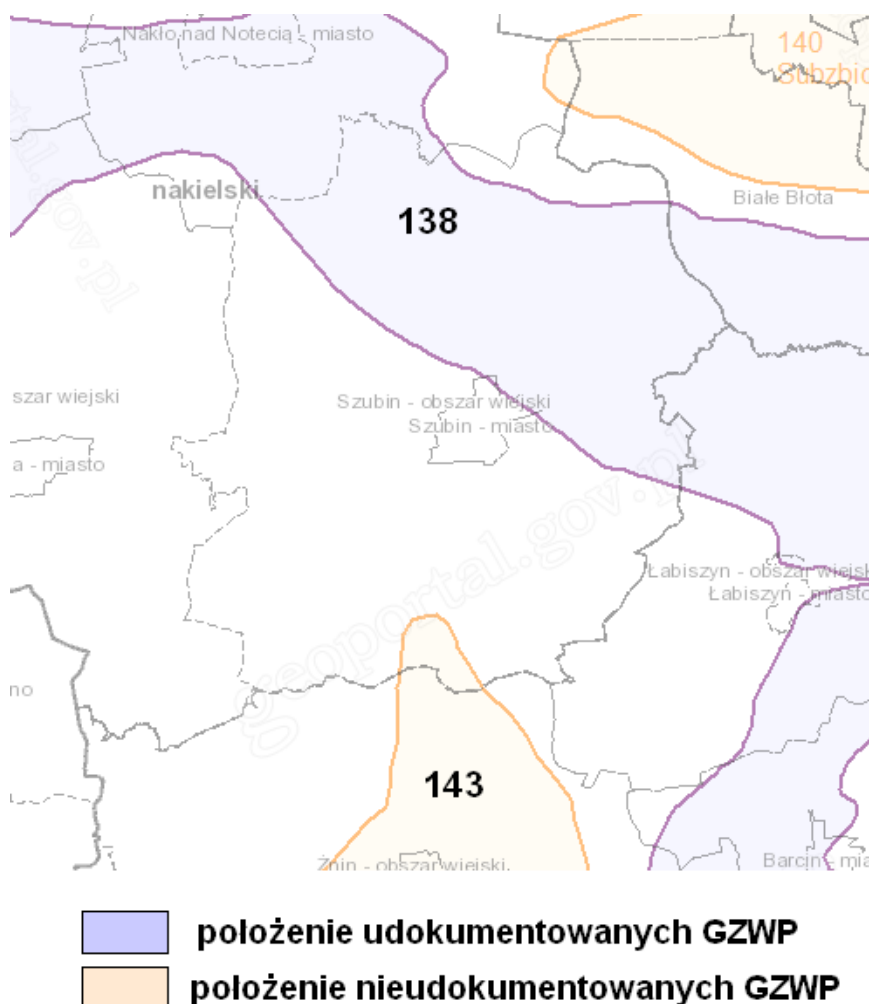 Nakło nad Notecią - miasto
140
Subzbio
nakielski
Białe Błota
138
szar wiejski
Szubin - obszar wiejski
Szubin - miasto
a - miasto
geoportal.gov.pl
Łabiszyn - obszar wiejsk
Łabiszyn - miasto
no
143
Żnin - obszar wiejski
Barcin - mia
położenie udokumentowanych GZWP
położenie nieudokumentowanych GZWP